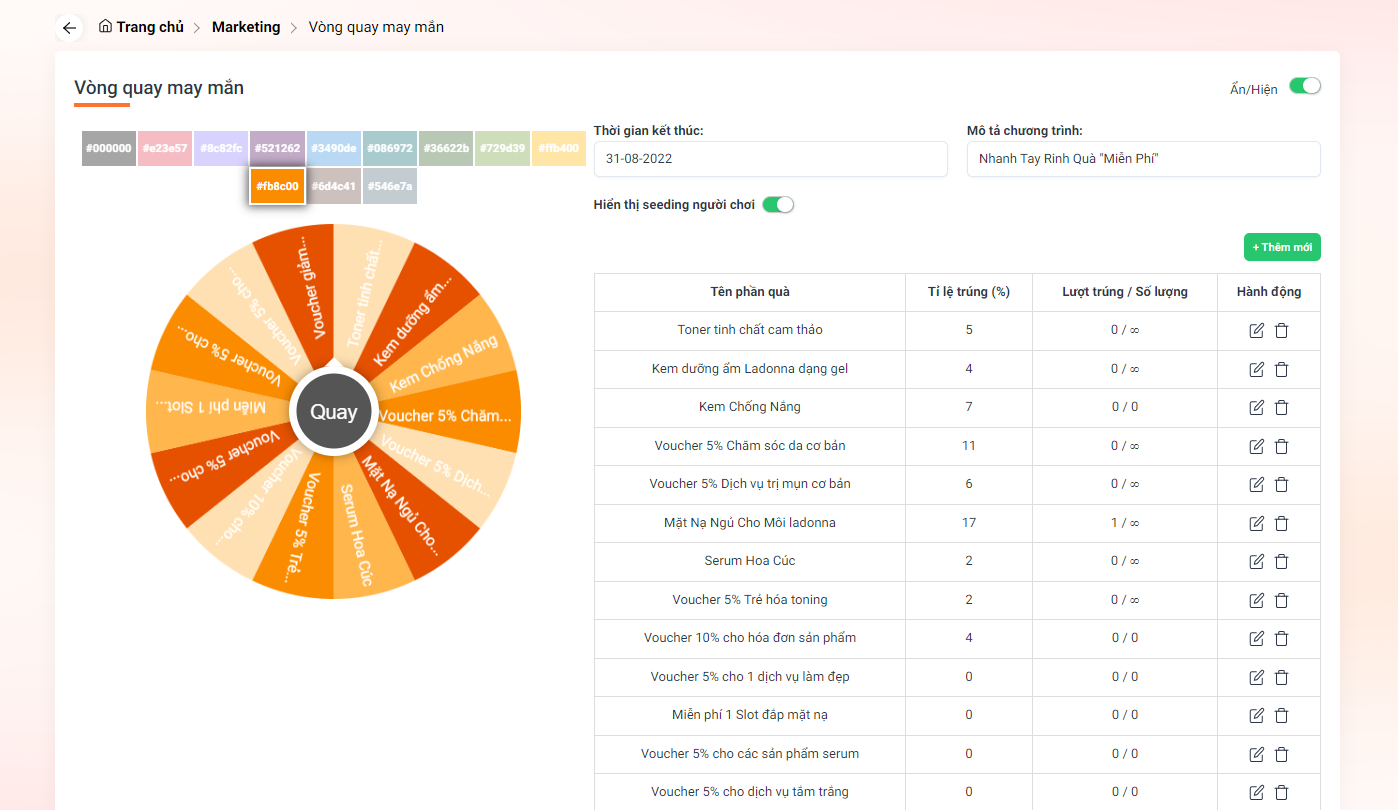 Trang chủ > Marketing > Vòng quay may mắn
Vòng quay may mắn
Ẩn/Hiện
#000000 #e23e57 #8c82fc #521262 #3490de #086972 #36622b #729d39 #ffb400
#fb8c00 #6d4c41 #546e7a
Toner tinh chất...
Kem dưỡng ẩm...
Kem Chống Nắng
Voucher 5% Chăm...
Voucher 5% Dịch...
Mặt Nạ Ngủ Cho...
Serum Hoa Cúc
Voucher 5% Trẻ...
Voucher 10% cho...
Voucher 5% cho...
Miễn phí 1 Slot...
Voucher 5% cho...
Voucher 5% cho...
Voucher giảm...
Quay
Thời gian kết thúc:
31-08-2022
Mô tả chương trình:
Nhanh Tay Rinh Quà "Miễn Phí"
Hiển thị seeding người chơi
+ Thêm mới
Tên phần quà Tỉ lệ trúng (%) Lượt trúng / Số lượng Hành động
Toner tinh chất cam thảo 5 0 / ∞
Kem dưỡng ẩm Ladonna dạng gel 4 0 / ∞
Kem Chống Nắng 7 0 / 0
Voucher 5% Chăm sóc da cơ bản 11 0 / ∞
Voucher 5% Dịch vụ trị mụn cơ bản 6 0 / ∞
Mặt Nạ Ngủ Cho Môi ladonna 17 1 / ∞
Serum Hoa Cúc 2 0 / ∞
Voucher 5% Trẻ hóa toning 2 0 / ∞
Voucher 10% cho hóa đơn sản phẩm 4 0 / 0
Voucher 5% cho 1 dịch vụ làm đẹp 0 0 / 0
Miễn phí 1 Slot đắp mặt nạ 0 0 / 0
Voucher 5% cho các sản phẩm serum 0 0 / 0
Voucher 5% cho dịch vụ tắm trắng 0 0 / 0